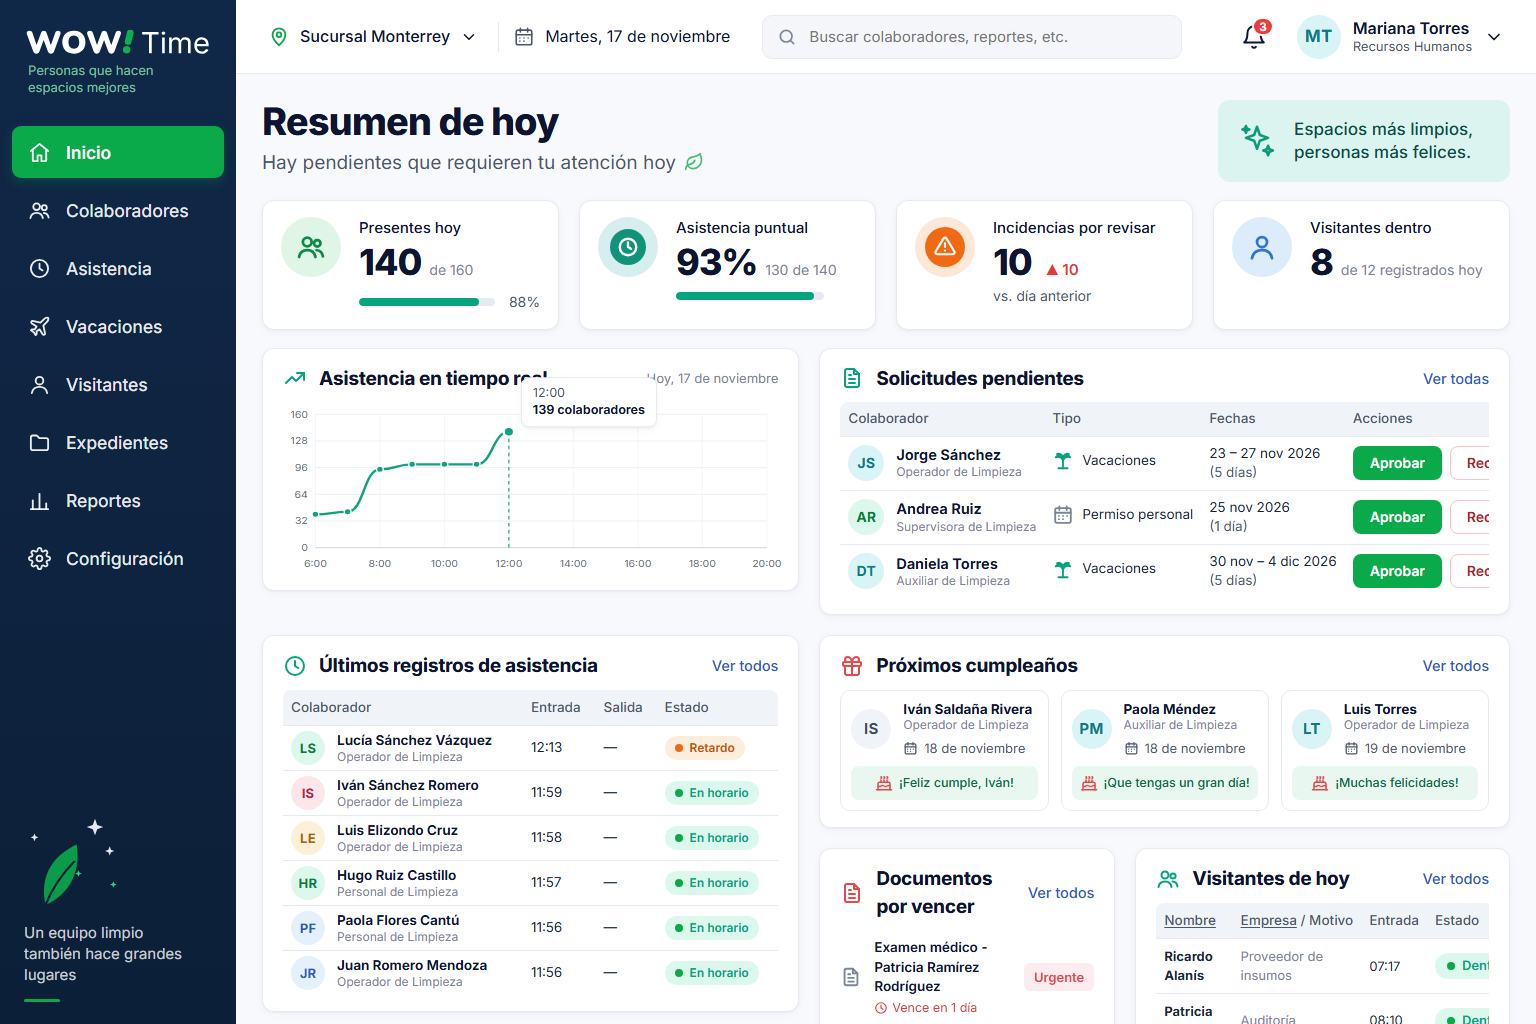 WOW! Time
Personas que hacen
espacios mejores
Inicio
Colaboradores
Asistencia
Vacaciones
Visitantes
Expedientes
Reportes
Configuración
Un equipo limpio
también hace grandes
lugares
Sucursal Monterrey
Martes, 17 de noviembre
Buscar colaboradores, reportes, etc.
3
MT
Mariana Torres
Recursos Humanos
Resumen de hoy
Hay pendientes que requieren tu atención hoy
Espacios más limpios,
personas más felices.
Presentes hoy
140 de 160
88%
Asistencia puntual
93% 130 de 140
Incidencias por revisar
10 ▲ 10
vs. día anterior
Visitantes dentro
8 de 12 registrados hoy
Asistencia en tiempo real
Hoy, 17 de noviembre
12:00
139 colaboradores
160
128
96
64
32
0
6:00 8:00 10:00 12:00 14:00 16:00 18:00 20:00
Solicitudes pendientes
Ver todas
Colaborador Tipo Fechas Acciones
JS Jorge Sánchez
Operador de Limpieza
Vacaciones
23 – 27 nov 2026
(5 días)
Aprobar Rec
AR Andrea Ruiz
Supervisora de Limpieza
Permiso personal
25 nov 2026
(1 día)
Aprobar Rec
DT Daniela Torres
Auxiliar de Limpieza
Vacaciones
30 nov – 4 dic 2026
(5 días)
Aprobar Rec
Últimos registros de asistencia
Ver todos
Colaborador Entrada Salida Estado
LS Lucía Sánchez Vázquez
Operador de Limpieza
12:13 — Retardo
IS Iván Sánchez Romero
Operador de Limpieza
11:59 — En horario
LE Luis Elizondo Cruz
Operador de Limpieza
11:58 — En horario
HR Hugo Ruiz Castillo
Personal de Limpieza
11:57 — En horario
PF Paola Flores Cantú
Personal de Limpieza
11:56 — En horario
JR Juan Romero Mendoza
Operador de Limpieza
11:56 — En horario
Próximos cumpleaños
Ver todos
IS Iván Saldaña Rivera
Operador de Limpieza
18 de noviembre
¡Feliz cumple, Iván!
PM Paola Méndez
Auxiliar de Limpieza
18 de noviembre
¡Que tengas un gran día!
LT Luis Torres
Operador de Limpieza
19 de noviembre
¡Muchas felicidades!
Documentos
por vencer
Ver todos
Examen médico -
Patricia Ramírez
Rodríguez
Vence en 1 día
Urgente
Visitantes de hoy
Ver todos
Nombre Empresa / Motivo Entrada Estado
Ricardo
Alanís
Proveedor de
insumos
07:17 Dent
Patricia
Auditoría
08:10 Dent